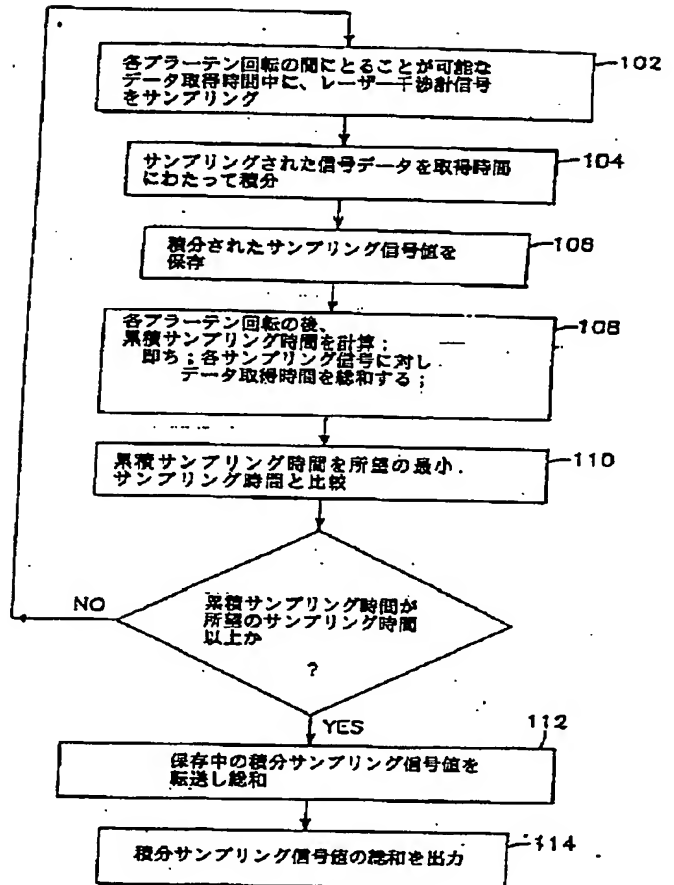 各プラーテン回転の間にとることが可能な
データ取得時間中に、レーザー干渉計信号
をサンプリング
102
サンプリングされた信号データを取得時間
にわたって積分
104
積分されたサンプリング信号値を
保存
106
各プラーテン回転の後、
累積サンプリング時間を計算：
即ち；各サンプリング信号に対し
データ取得時間を総和する；
108
累積サンプリング時間を所望の最小
サンプリング時間と比較
110
NO
累積サンプリング時間が
所望のサンプリング時間
以上か
?
YES
112
保存中の積分サンプリング信号値を
転送し総和
積分サンプリング信号値の総和を出力
114